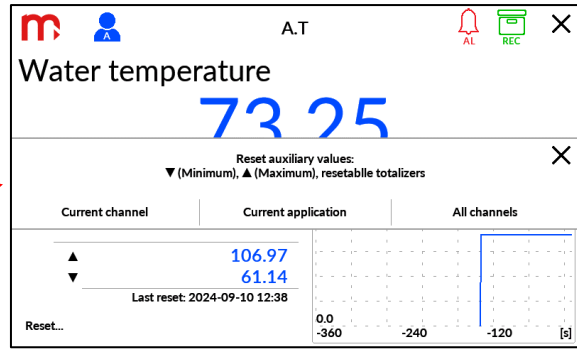 m A A.T AL REC
Water temperature
73.25
Reset auxiliary values:
▼(Minimum), ▲(Maximum), resetablle totalizers
Current channel Current application All channels
▲ 106.97
▼ 61.14
Last reset: 2024-09-10 12:38
Reset...
0.0
-360 -240 -120 [s]